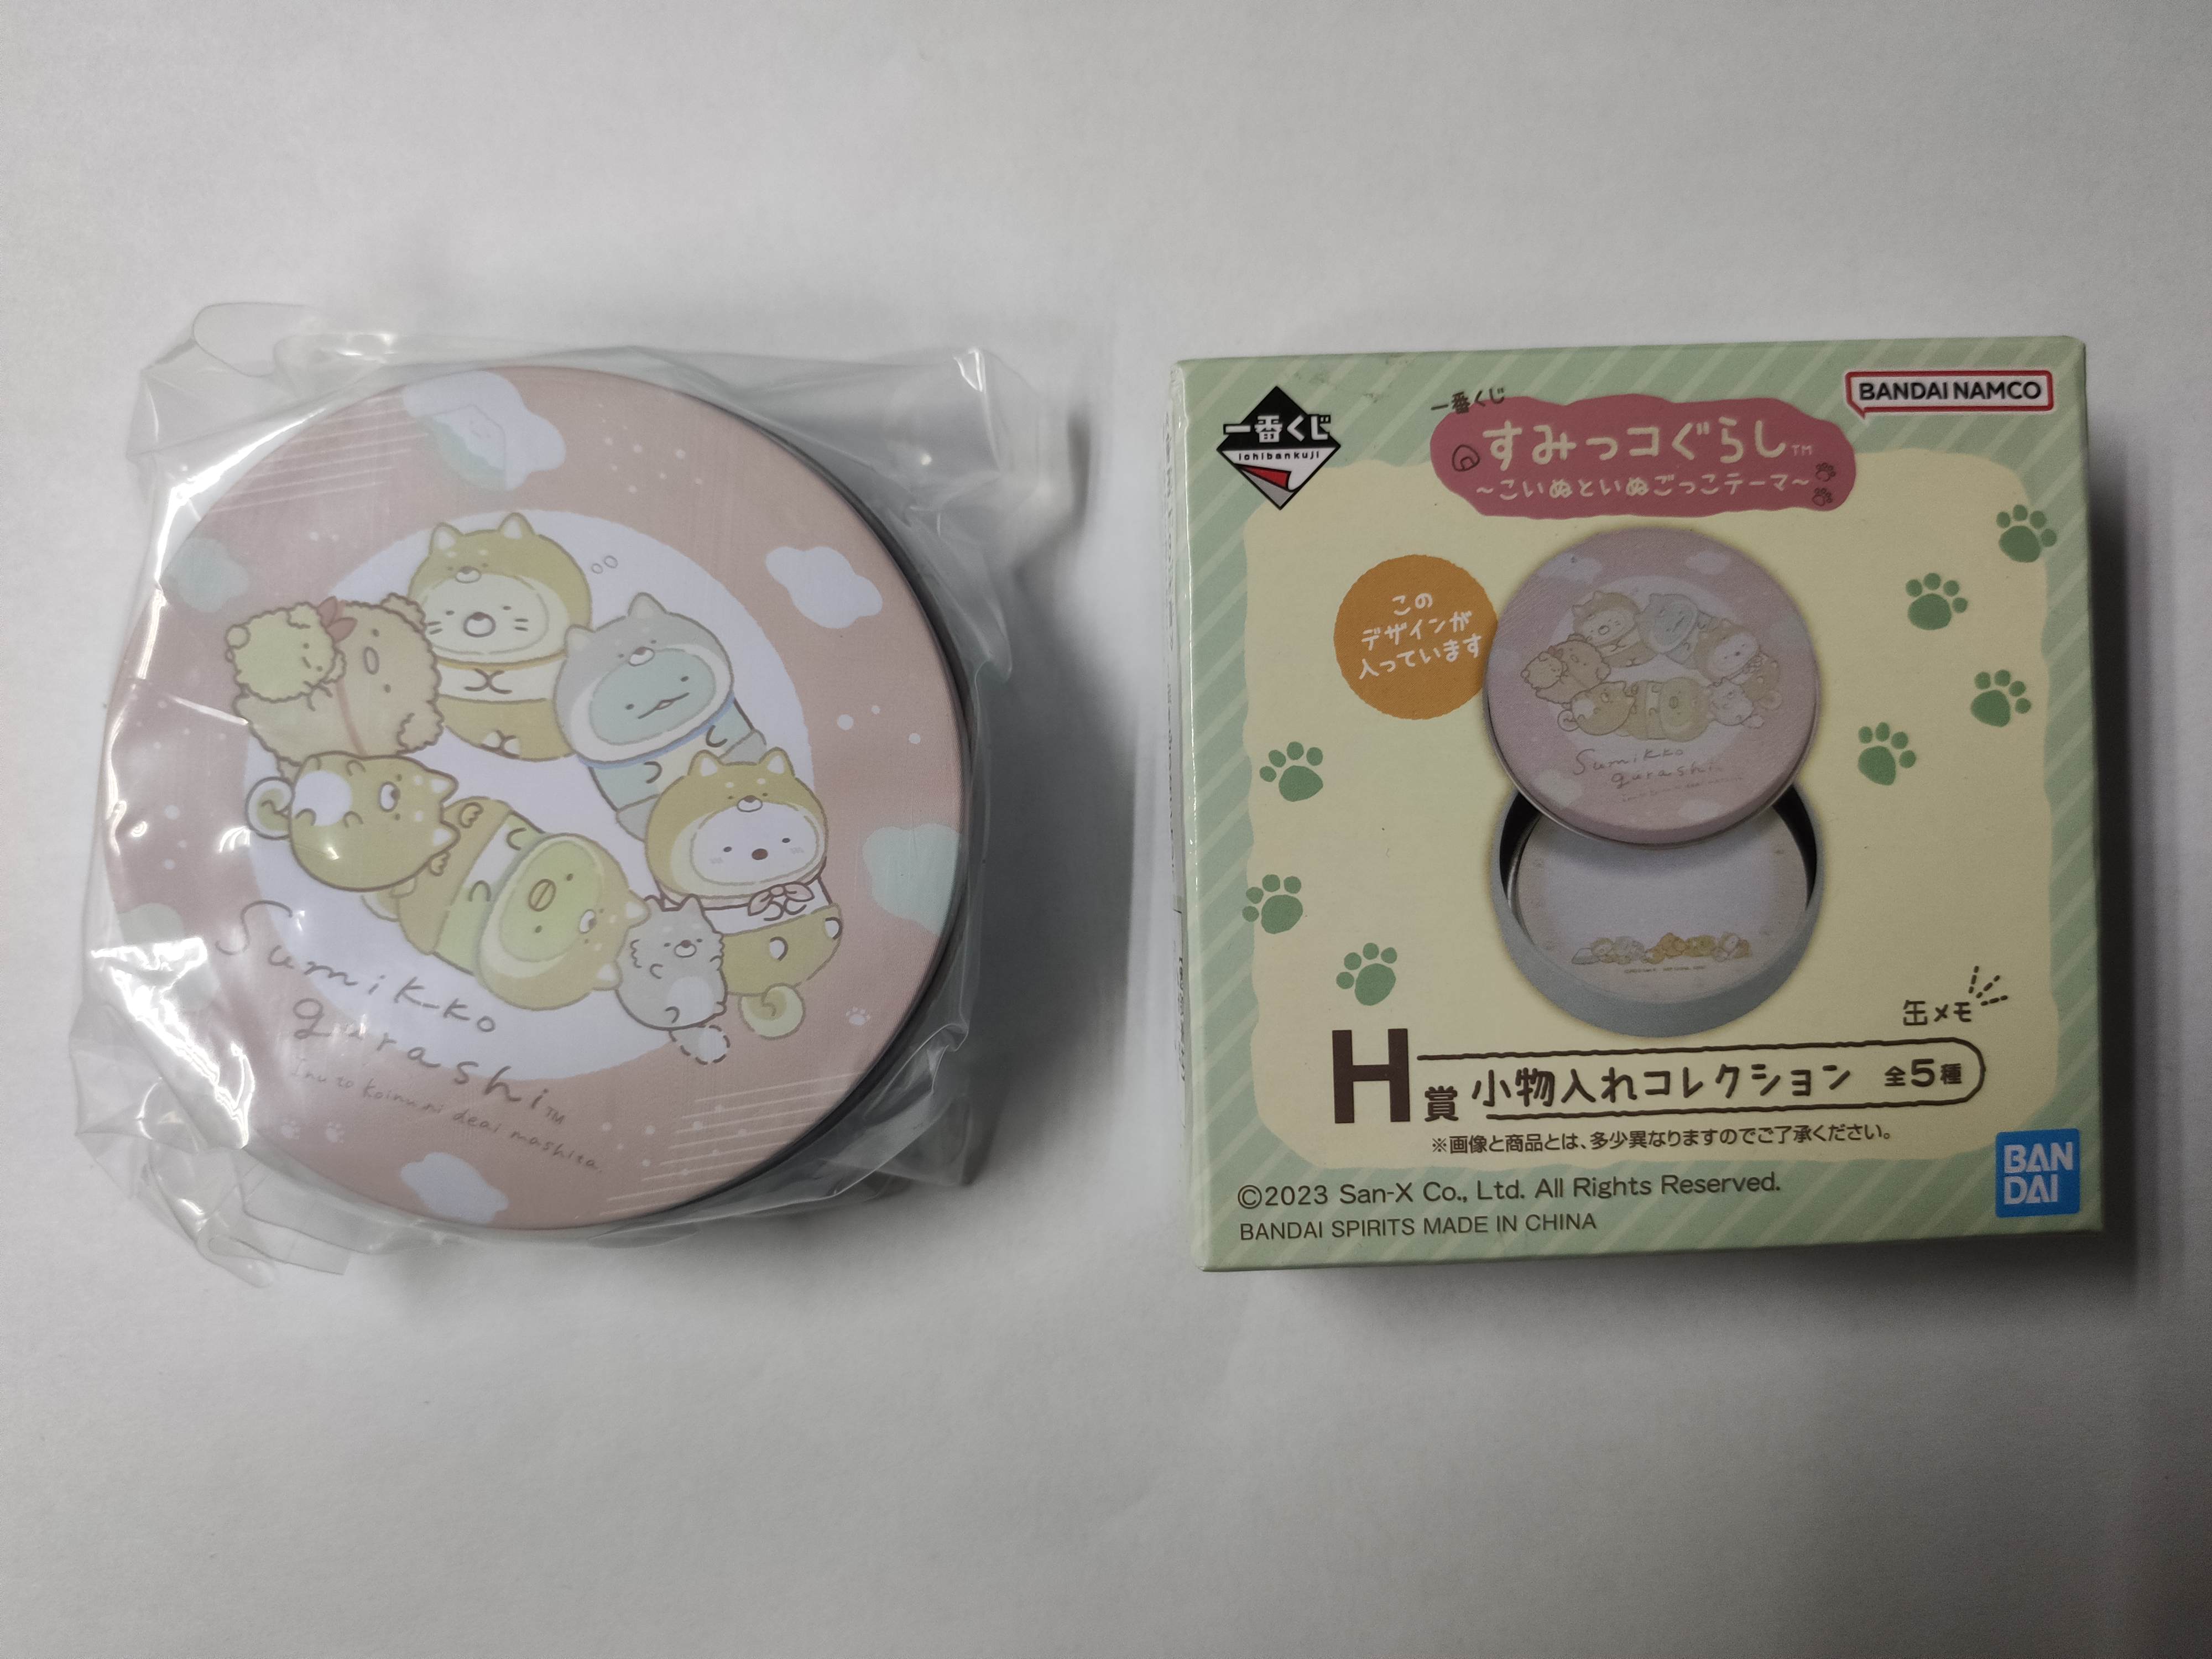 Sumikko
gurashi™
Inu to Koinu ni deai mashita.
一番くじ
ichibankuji
一番くじ
すみっコぐらし™
～こいぬといぬごっこテーマ～
BANDAI NAMCO
この
デザインが
入っています
Sumikko
gurashi
缶メモ
H賞 小物入れコレクション 全5種
※画像と商品とは、多少異なりますのでご了承ください。
©2023 San-X Co., Ltd. All Rights Reserved.
BANDAI SPIRITS MADE IN CHINA
BAN
DAI